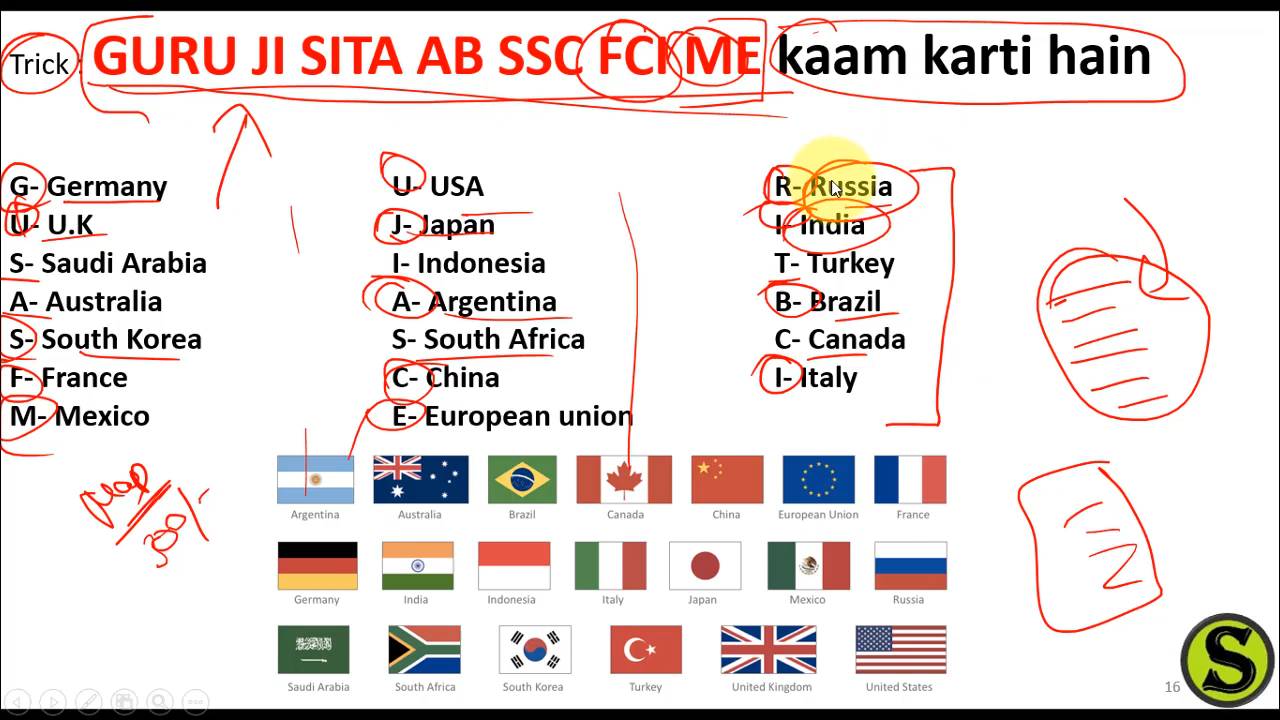 Trick : GURU JI SITA AB SSC FCI ME kaam karti hain
G- Germany U- USA R- Russia
U- U.K J- Japan I- India
S- Saudi Arabia I- Indonesia T- Turkey
A- Australia A- Argentina B- Brazil
S- South Korea S- South Africa C- Canada
F- France C- China I- Italy
M- Mexico E- European union
Map
Argentina Australia Brazil Canada China European Union France
Germany India Indonesia Italy Japan Mexico Russia
Saudi Arabia South Africa South Korea Turkey United Kingdom United States
16
S